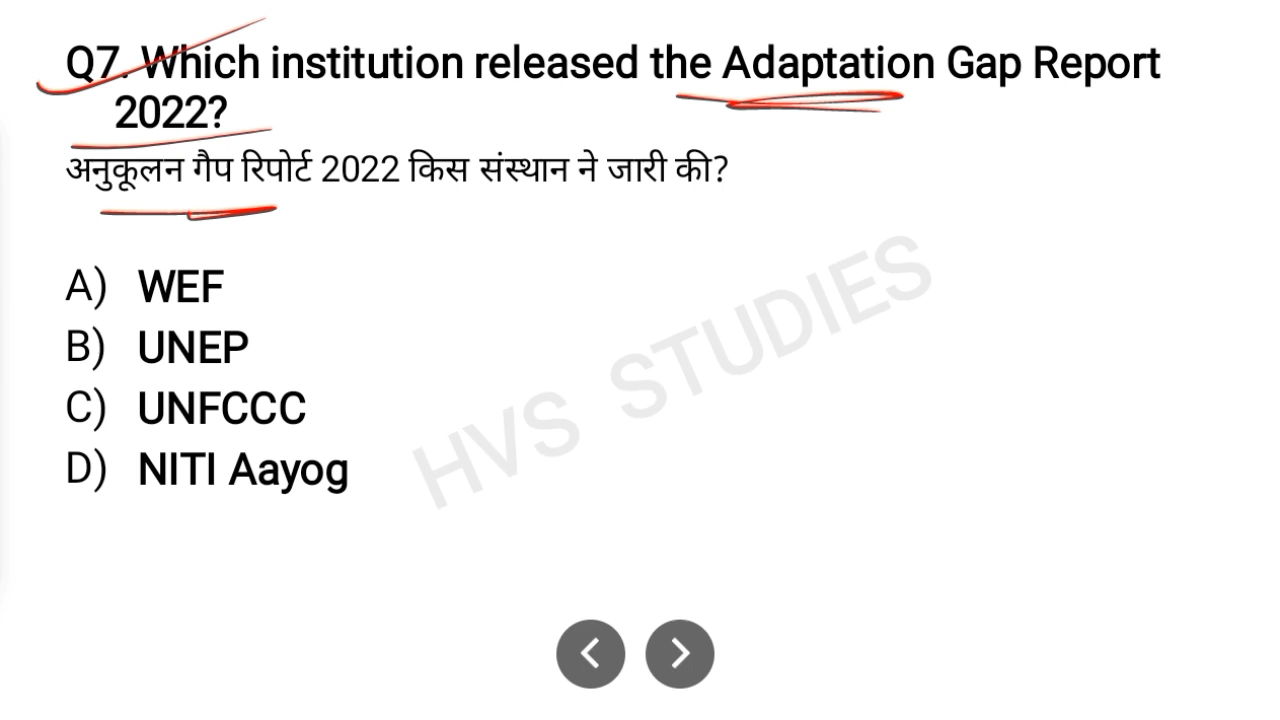 Q7. Which institution released the Adaptation Gap Report
2022?
अनुकूलन गैप रिपोर्ट 2022 किस संस्थान ने जारी की?
A) WEF
B) UNEP
C) UNFCCC
D) NITI Aayog
HVS STUDIES